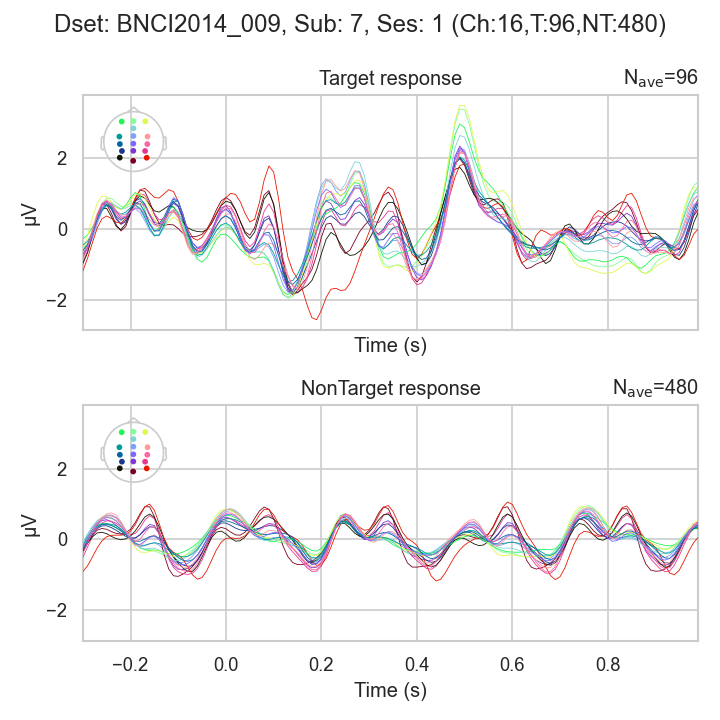 Dset: BNCI2014_009, Sub: 7, Ses: 1 (Ch:16,T:96,NT:480)
Target response
Nave=96
2
0
−2
µV
Time (s)
NonTarget response
Nave=480
2
0
−2
µV
−0.2 0.0 0.2 0.4 0.6 0.8
Time (s)